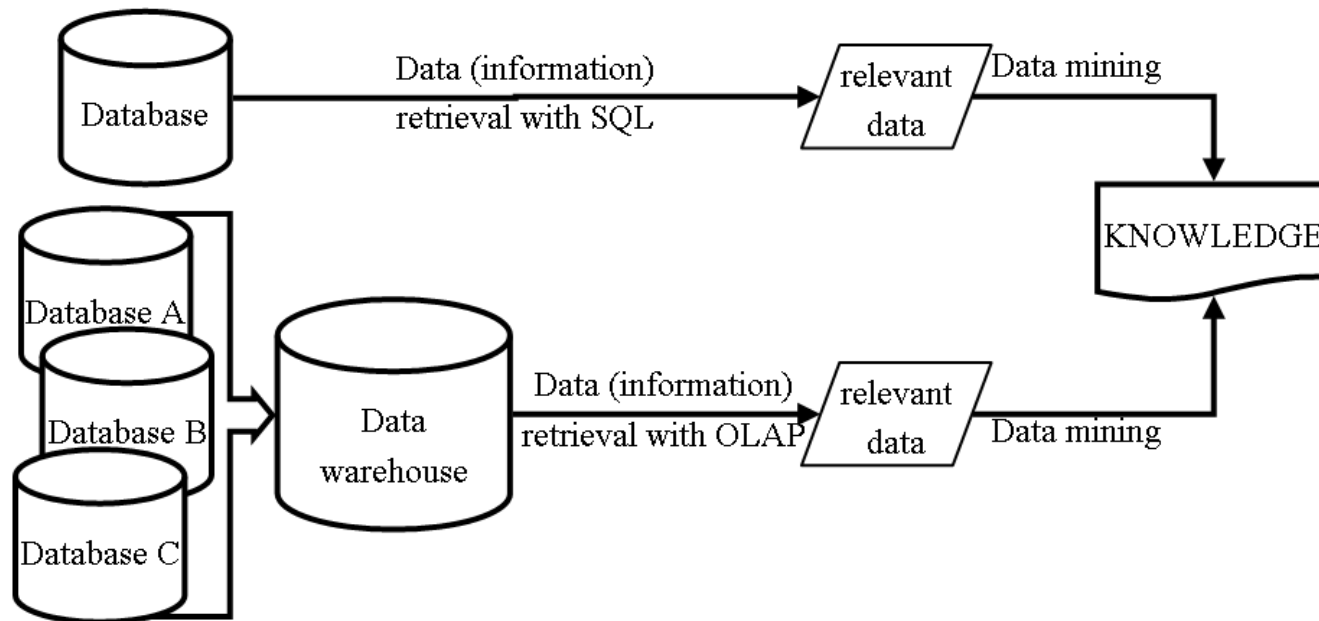 Database
Data (information)
retrieval with SQL
relevant
data
Data mining
KNOWLEDGE
Database A
Database B
Database C
Data
warehouse
Data (information)
retrieval with OLAP
relevant
data
Data mining